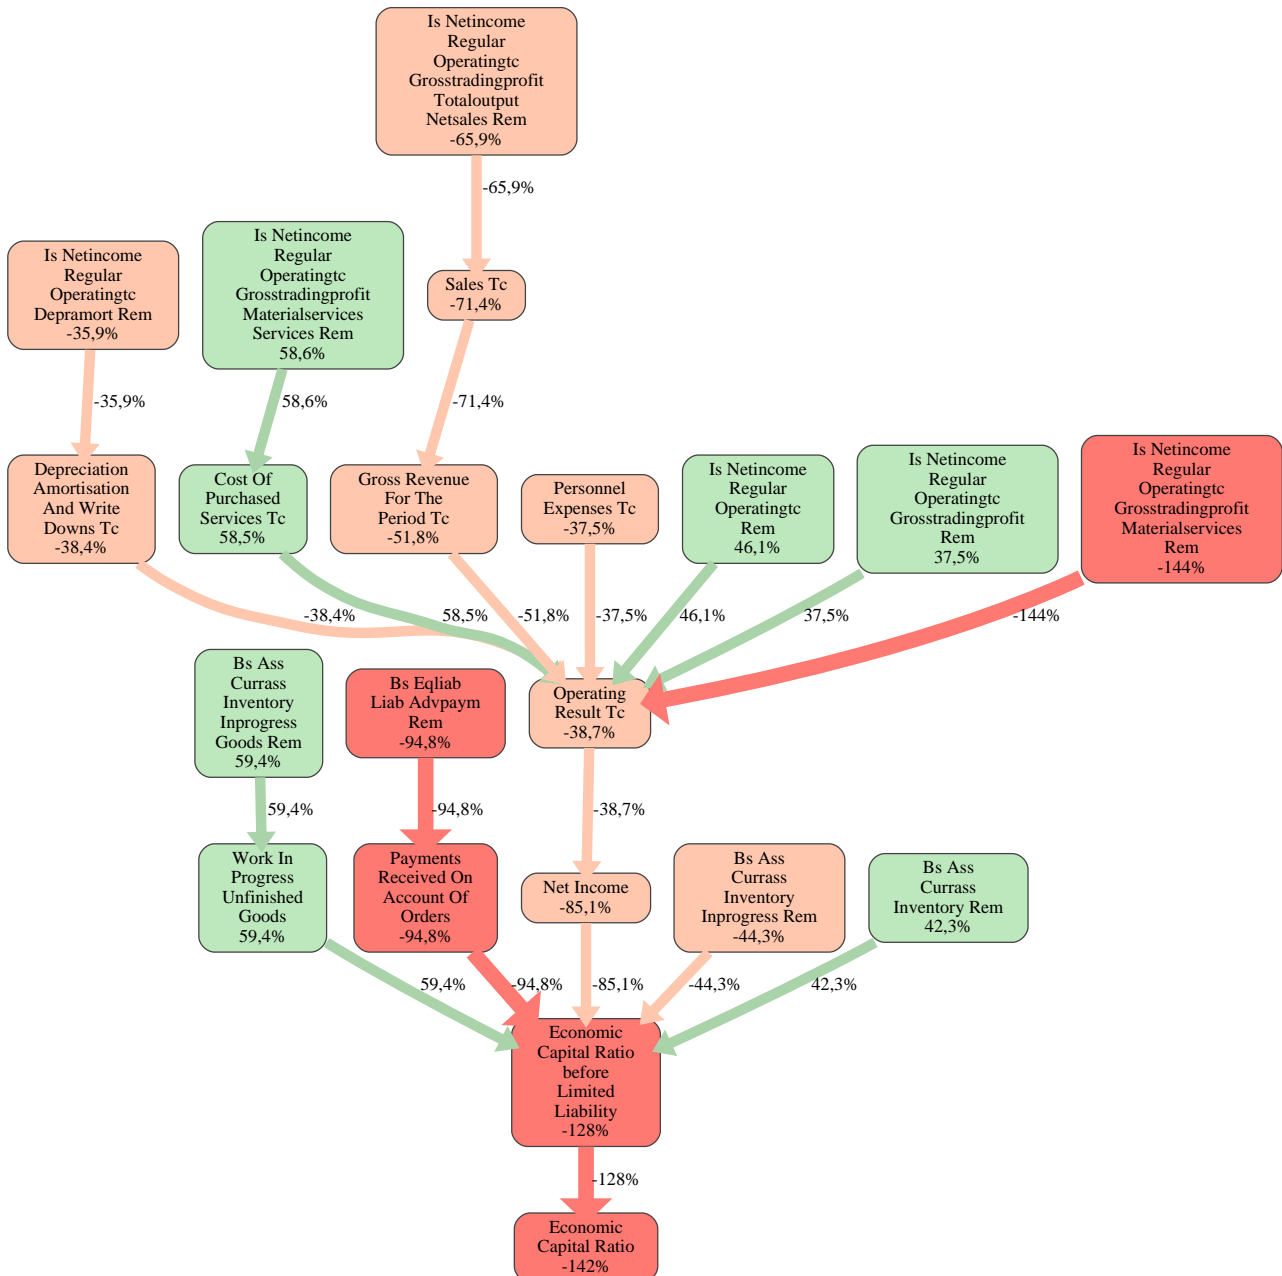 Is Netincome
Regular
Operatingtc
Grosstradingprofit
Totaloutput
Netsales Rem
-65,9%
-65,9%
Is Netincome
Regular
Operatingtc
Depramort Rem
-35,9%
Is Netincome
Regular
Operatingtc
Grosstradingprofit
Materialservices
Services Rem
58,6%
Sales Tc
-71,4%
-35,9%
58,6%
-71,4%
Depreciation
Amortisation
And Write
Downs Tc
-38,4%
Cost Of
Purchased
Services Tc
58,5%
Gross Revenue
For The
Period Tc
-51,8%
Personnel
Expenses Tc
-37,5%
Is Netincome
Regular
Operatingtc
Rem
46,1%
Is Netincome
Regular
Operatingtc
Grosstradingprofit
Rem
37,5%
Is Netincome
Regular
Operatingtc
Grosstradingprofit
Materialservices
Rem
-144%
-38,4%
58,5%
-51,8%
-37,5%
46,1%
37,5%
-144%
Bs Ass
Currass
Inventory
Inprogress
Goods Rem
59,4%
Bs Eqliab
Liab Advpaym
Rem
-94,8%
Operating
Result Tc
-38,7%
59,4%
-94,8%
-38,7%
Work In
Progress
Unfinished
Goods
59,4%
Payments
Received On
Account Of
Orders
-94,8%
Net Income
-85,1%
Bs Ass
Currass
Inventory
Inprogress Rem
-44,3%
Bs Ass
Currass
Inventory Rem
42,3%
59,4%
-94,8%
-85,1%
-44,3%
42,3%
Economic
Capital Ratio
before
Limited
Liability
-128%
-128%
Economic
Capital Ratio
-142%